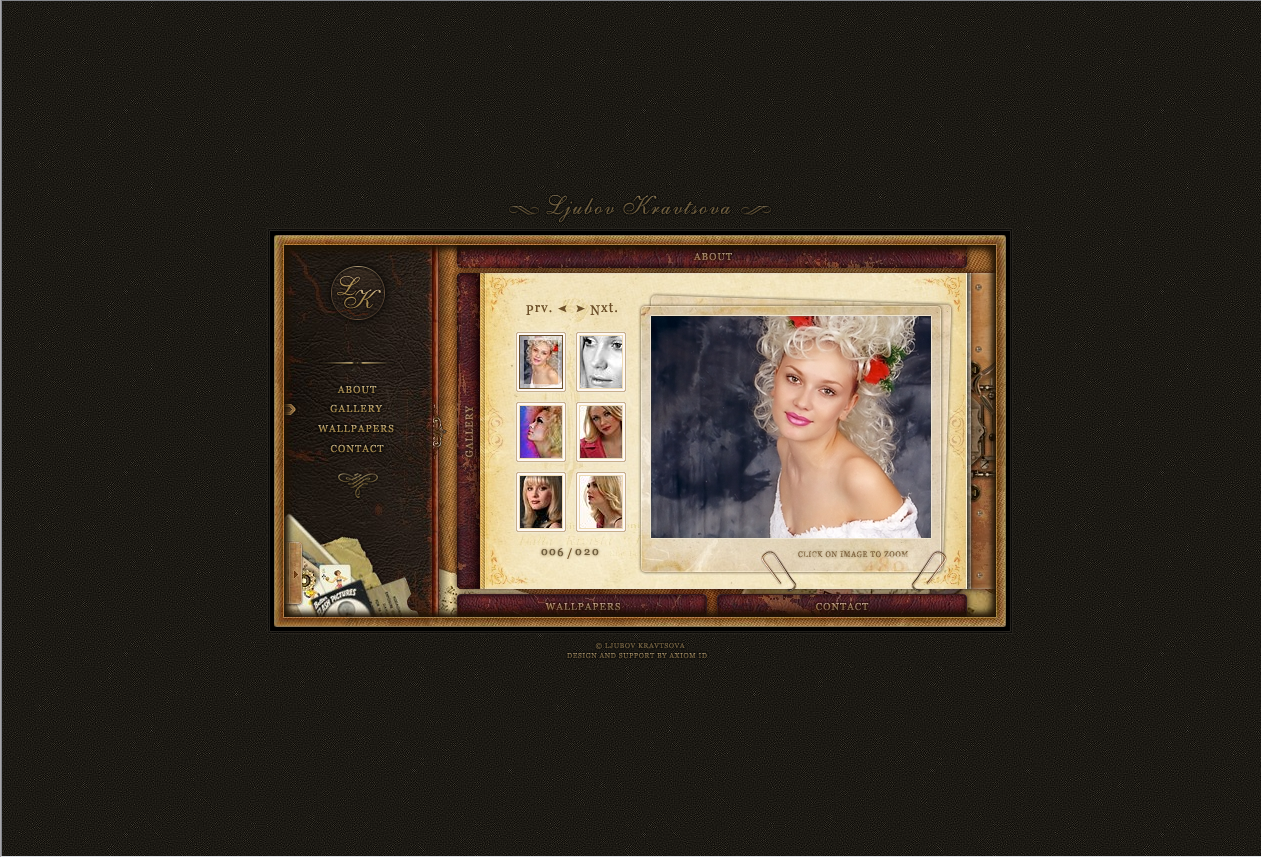 Ljubov Kravtsova
LK
ABOUT
GALLERY
WALLPAPERS
CONTACT
ABOUT
GALLERY
prv. Nxt.
006/020
CLICK ON IMAGE TO ZOOM
WALLPAPERS
CONTACT
© LJUBOV KRAVTSOVA
DESIGN AND SUPPORT BY AXIOM ID